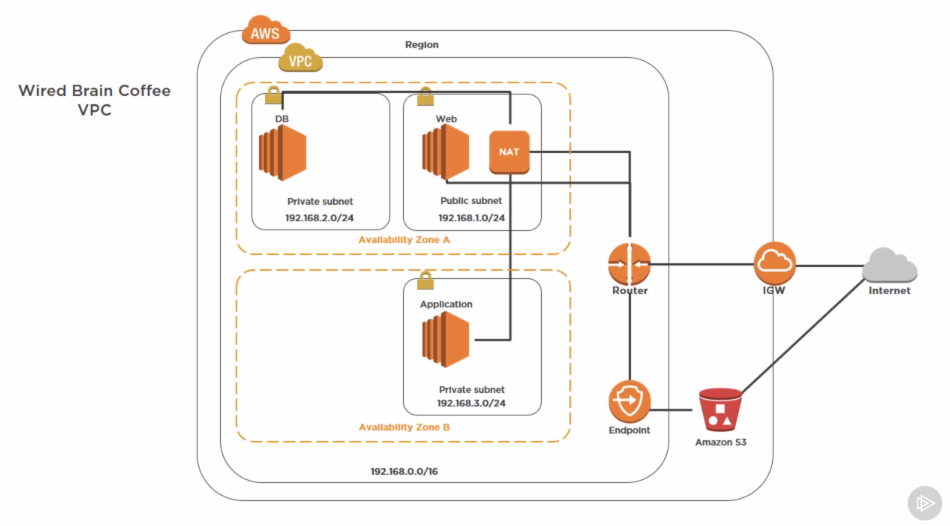 AWS
VPC
Region
Wired Brain Coffee
VPC
DB
Private subnet
192.168.2.0/24
Web
NAT
Public subnet
192.168.1.0/24
Availability Zone A
Application
Private subnet
192.168.3.0/24
Availability Zone B
192.168.0.0/16
Router
IGW
Internet
Endpoint
Amazon S3